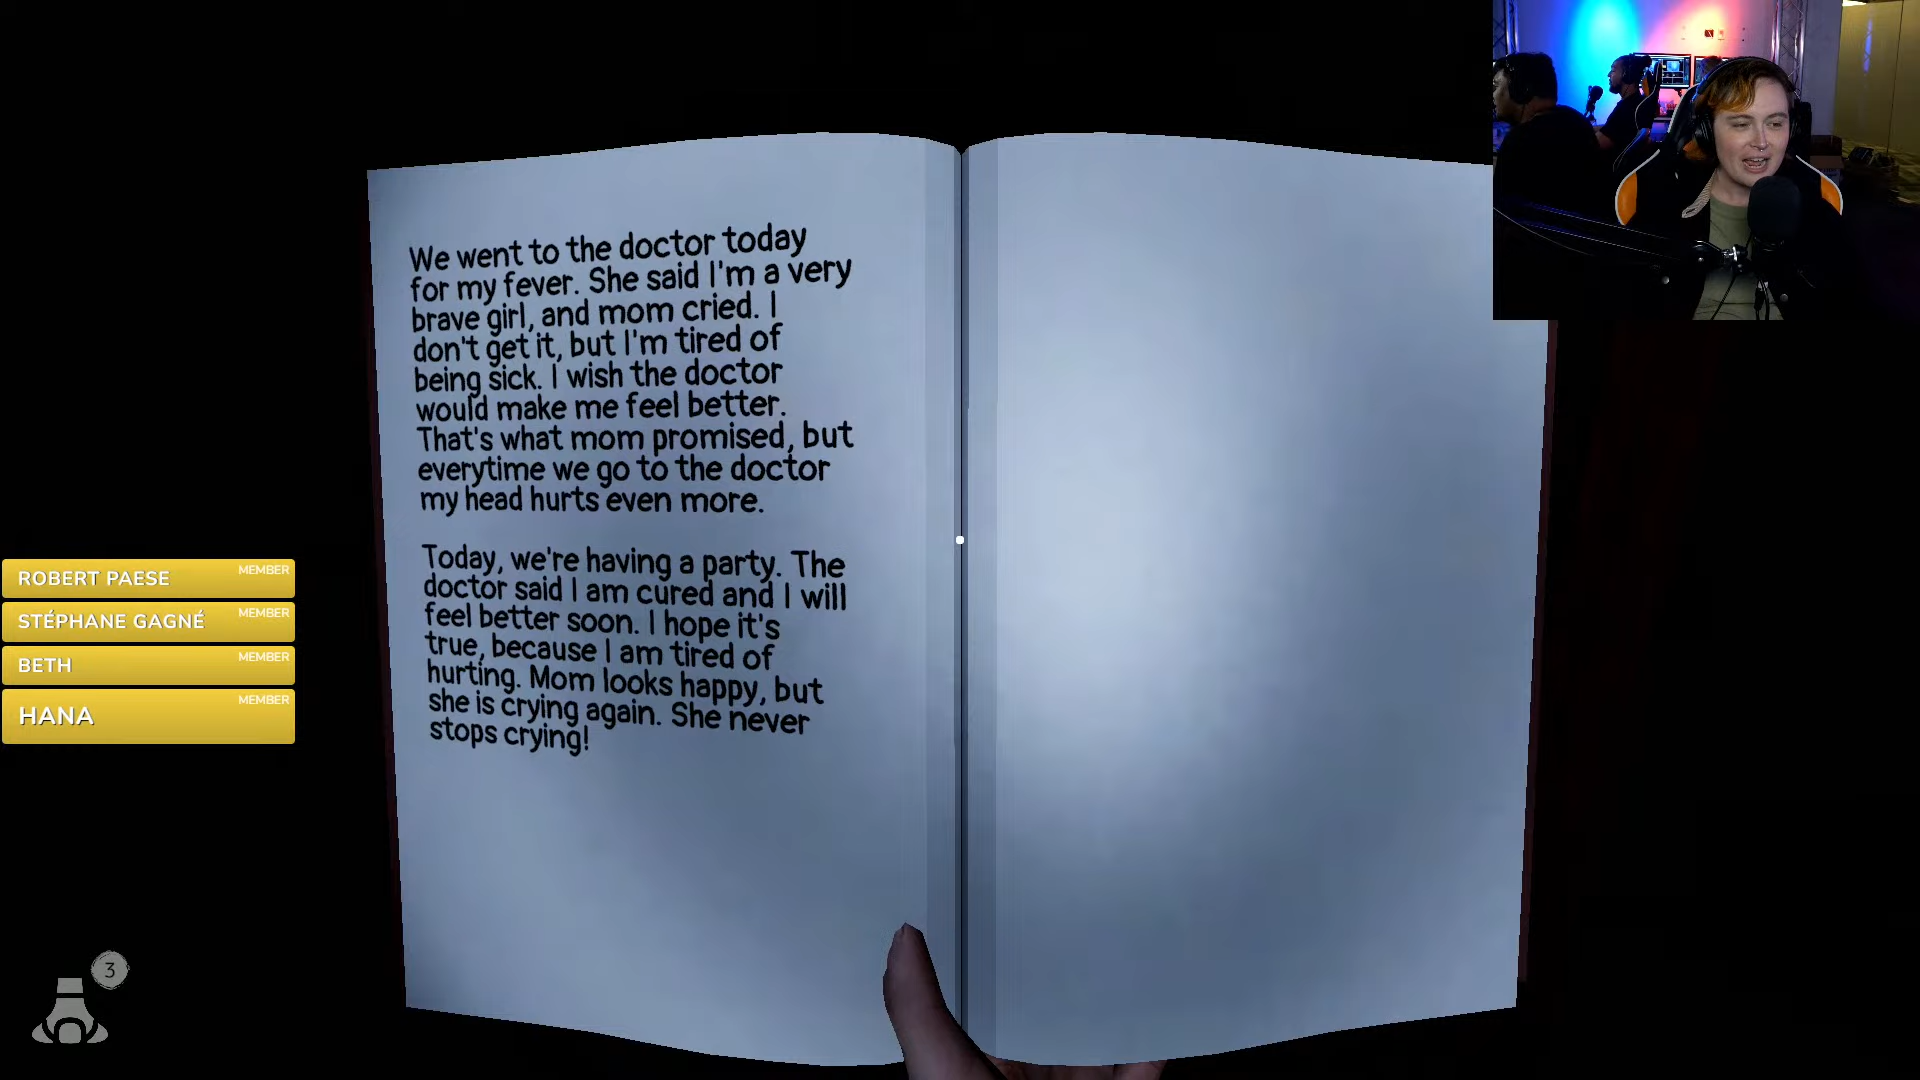 We went to the doctor today
for my fever. She said I'm a very
brave girl, and mom cried. I
don't get it, but I'm tired of
being sick. I wish the doctor
would make me feel better.
That's what mom promised, but
everytime we go to the doctor
my head hurts even more.
Today, we're having a party. The
doctor said I am cured and I will
feel better soon. I hope it's
true, because I am tired of
hurting. Mom looks happy, but
she is crying again. She never
stops crying!
ROBERT PAESE MEMBER
STÉPHANE GAGNÉ MEMBER
BETH MEMBER
HANA MEMBER
3